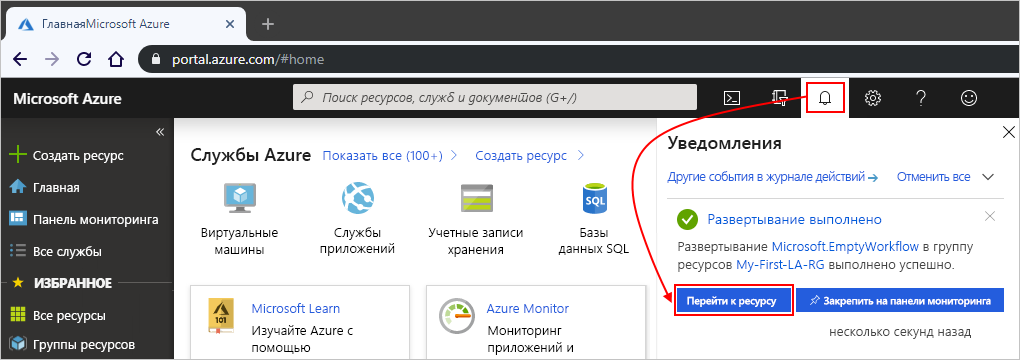 ГлавнаяMicrosoft Azure
portal.azure.com/#home
Microsoft Azure
Поиск ресурсов, служб и документов (G+/)
Создать ресурс
Главная
Панель мониторинга
Все службы
ИЗБРАННОЕ
Все ресурсы
Группы ресурсов
Службы Azure
Показать все (100+)
Создать ресурс
Виртуальные
машины
Службы
приложений
Учетные записи
хранения
SQL
Базы
данных SQL
101
Microsoft Learn
Изучайте Azure с
помощью
Azure Monitor
Мониторинг
приложений и
Уведомления
Другие события в журнале действий
Отменить все
Развертывание выполнено
Развертывание Microsoft.EmptyWorkflow в группу
ресурсов My-First-LA-RG выполнено успешно.
Перейти к ресурсу
Закрепить на панели мониторинга
несколько секунд назад